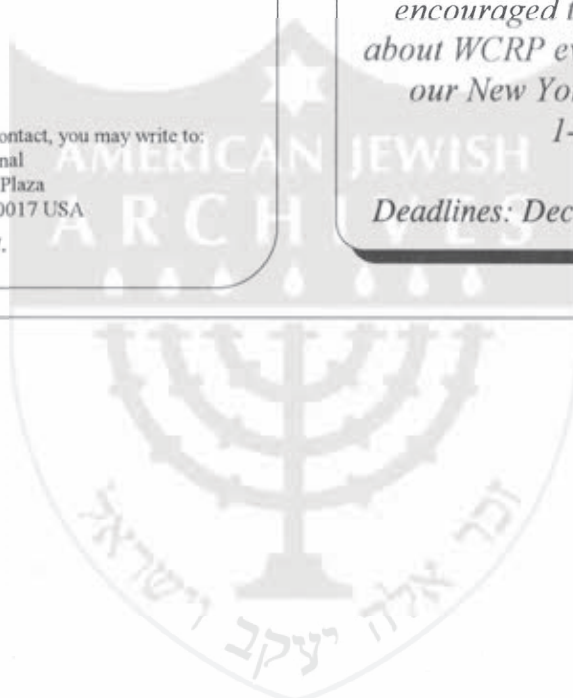 ontact, you may write to:
nal
Plaza
0017 USA
.
encouraged t
about WCRP ev
our New Yo
1-
Deadlines: Dec
AMERICAN JEWISH
ARCHIVES
זכר אלה יעקב וישראל